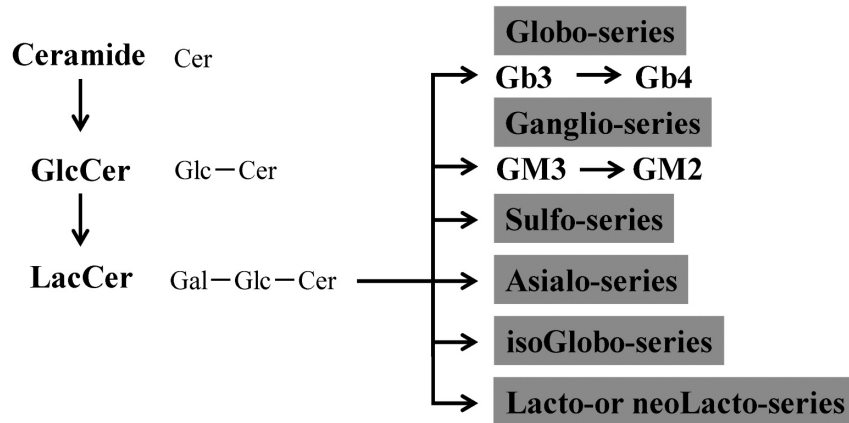 Globo-series
Ceramide Cer
Gb3 Gb4
Ganglio-series
GlcCer Glc-Cer
GM3 GM2
Sulfo-series
LacCer Gal-Glc-Cer
Asialo-series
isoGlobo-series
Lacto-or neoLacto-series